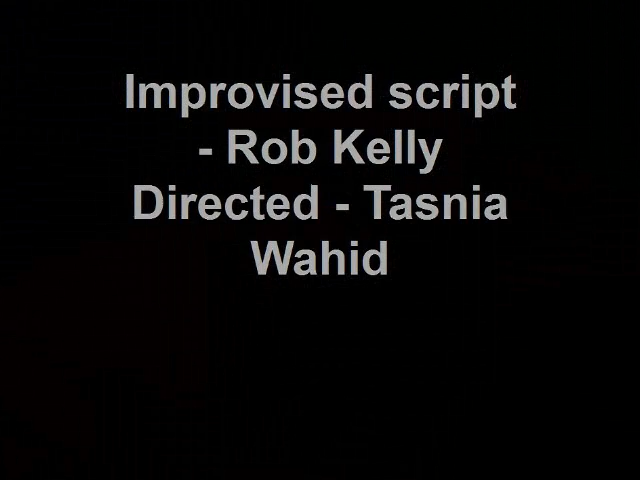 Improvised script
- Rob Kelly
Directed - Tasnia
Wahid